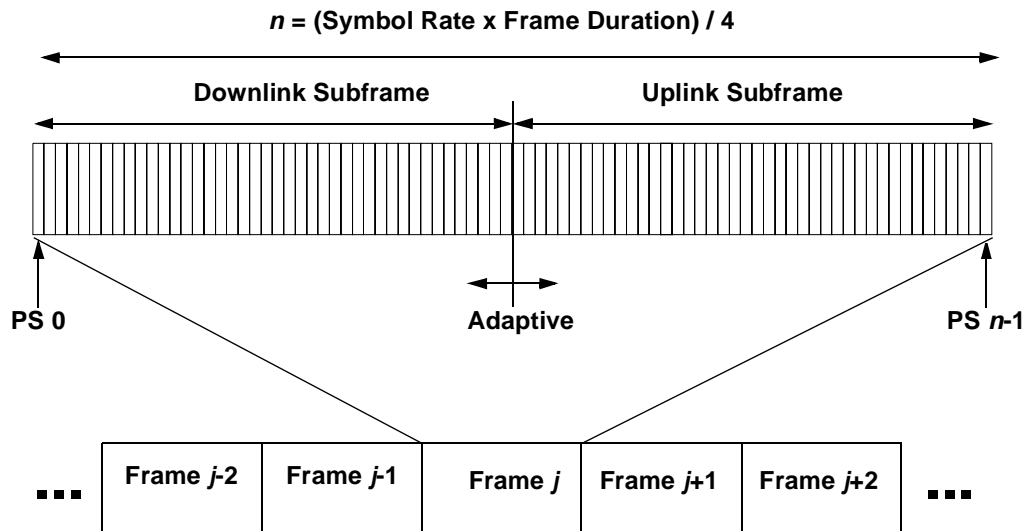 n = (Symbol Rate x Frame Duration) / 4
Downlink Subframe
Uplink Subframe
PS 0
Adaptive
PS n-1
Frame j-2
Frame j-1
Frame j
Frame j+1
Frame j+2